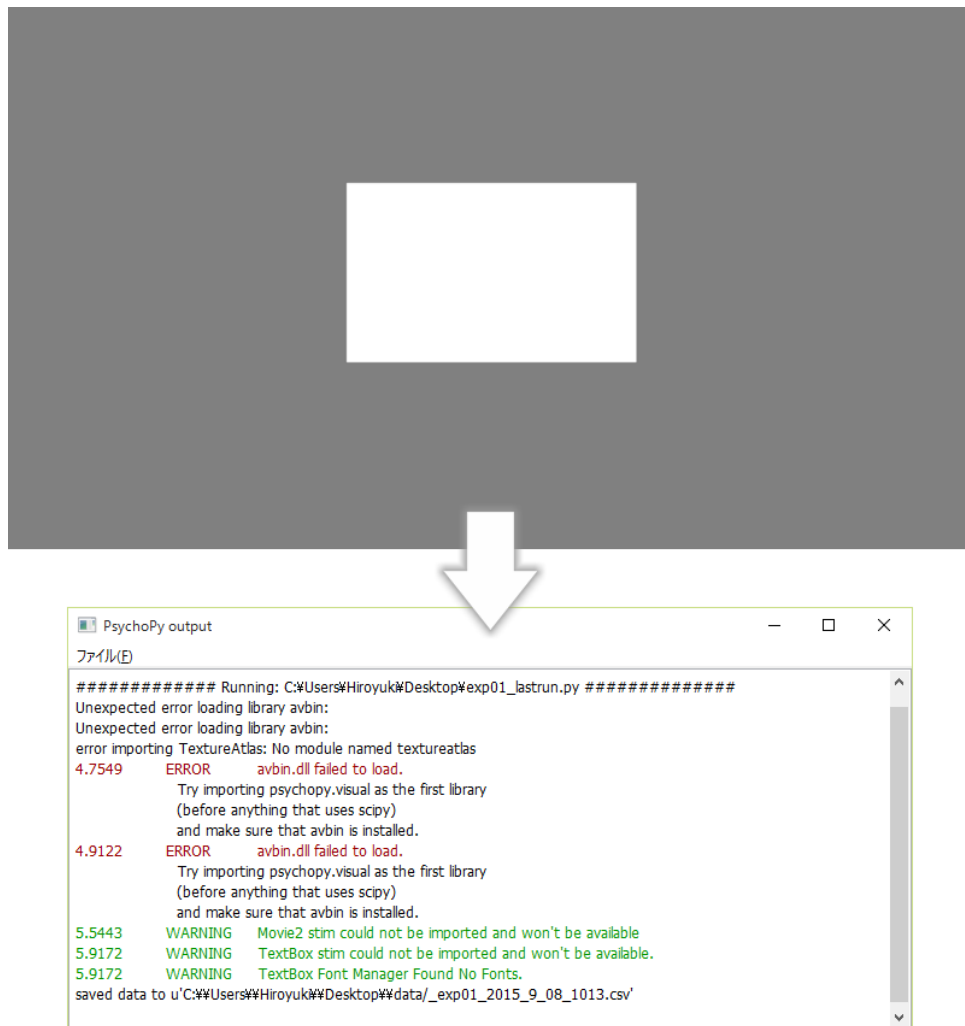 PsychoPy output
ファイル(F)
############# Running: C:¥Users¥Hiroyuk¥Desktop¥exp01_lastrun.py ##############
Unexpected error loading library avbin:
Unexpected error loading library avbin:
error importing TextureAtlas: No module named textureatlas
4.7549 ERROR avbin.dll failed to load.
Try importing psychopy.visual as the first library
(before anything that uses scipy)
and make sure that avbin is installed.
4.9122 ERROR avbin.dll failed to load.
Try importing psychopy.visual as the first library
(before anything that uses scipy)
and make sure that avbin is installed.
5.5443 WARNING Movie2 stim could not be imported and won't be available
5.9172 WARNING TextBox stim could not be imported and won't be available.
5.9172 WARNING TextBox Font Manager Found No Fonts.
saved data to u'C:¥¥Users¥¥Hiroyuki¥¥Desktop¥¥data/_exp01_2015_9_08_1013.csv'